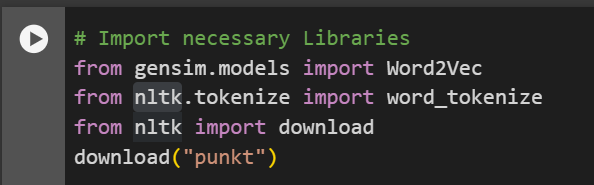 # Import necessary Libraries
from gensim.models import Word2Vec
from nltk.tokenize import word_tokenize
from nltk import download
download("punkt")